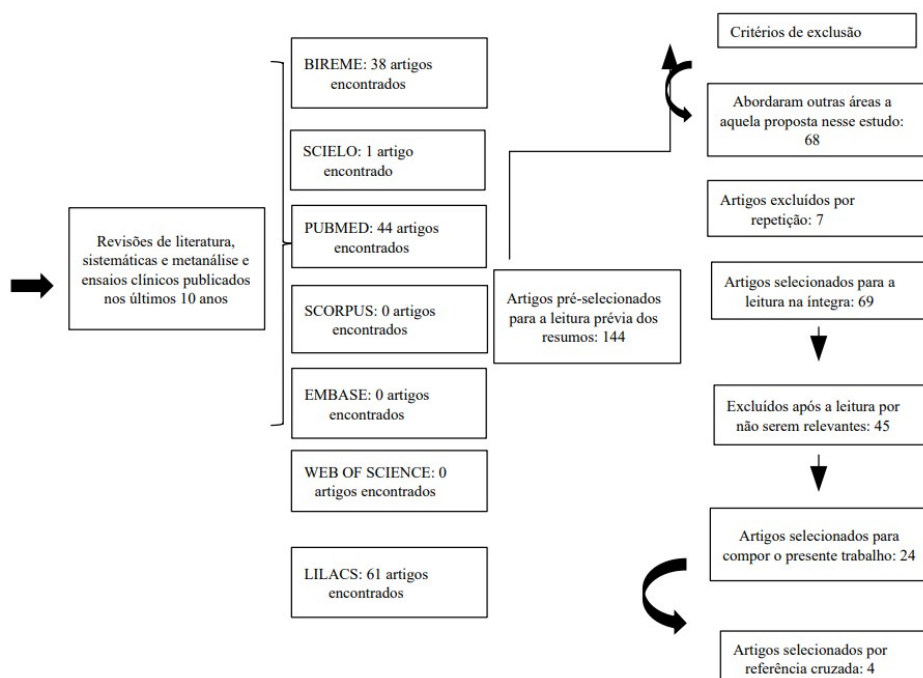 Revisões de literatura,
sistemáticas e metanálise e
ensaios clínicos publicados
nos últimos 10 anos
BIREME: 38 artigos
encontrados
SCIELO: 1 artigo
encontrado
PUBMED: 44 artigos
encontrados
SCORPUS: 0 artigos
encontrados
EMBASE: 0 artigos
encontrados
WEB OF SCIENCE: 0
artigos encontrados
LILACS: 61 artigos
encontrados
Artigos pré-selecionados
para a leitura prévia dos
resumos: 144
Critérios de exclusão
Abordaram outras áreas a
aquela proposta nesse estudo:
68
Artigos excluídos por
repetição: 7
Artigos selecionados para a
leitura na íntegra: 69
Excluídos após a leitura por
não serem relevantes: 45
Artigos selecionados para
compor o presente trabalho: 24
Artigos selecionados por
referência cruzada: 4